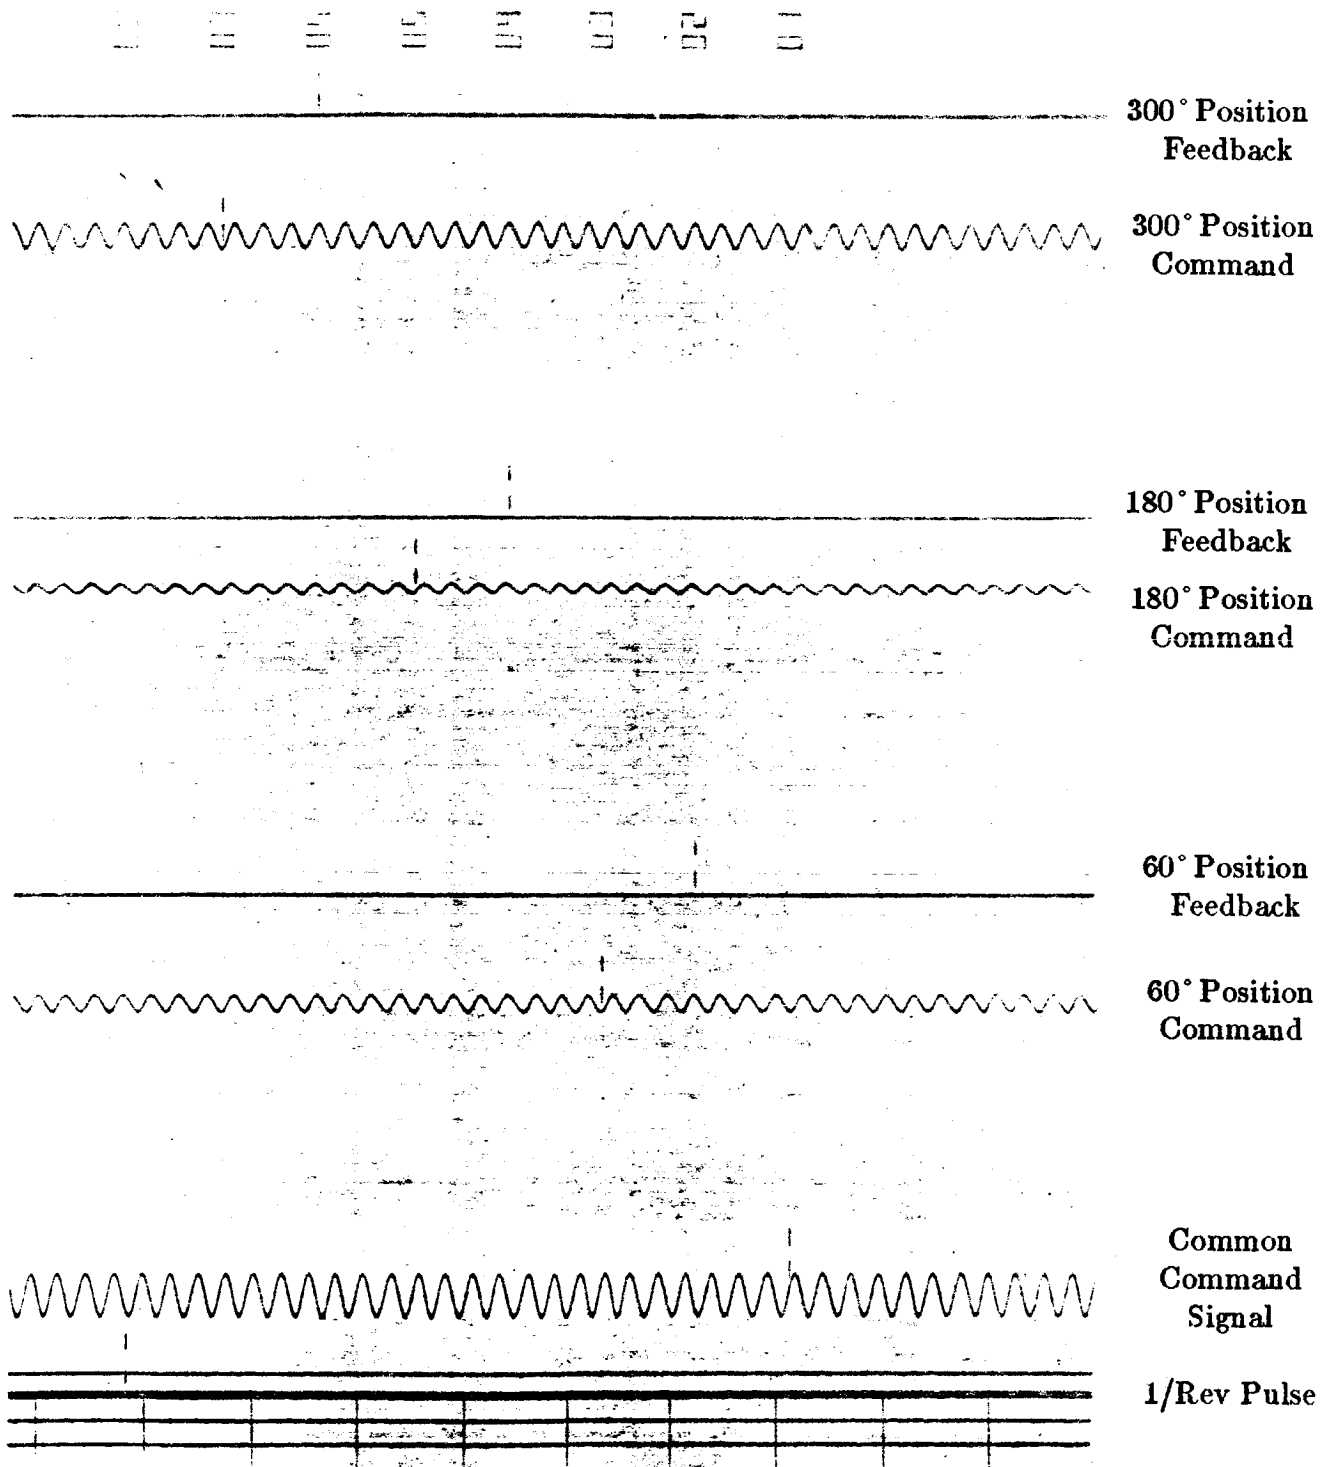 300° Position
Feedback
300° Position
Command
180° Position
Feedback
180° Position
Command
60° Position
Feedback
60° Position
Command
Common
Command
Signal
1/Rev Pulse